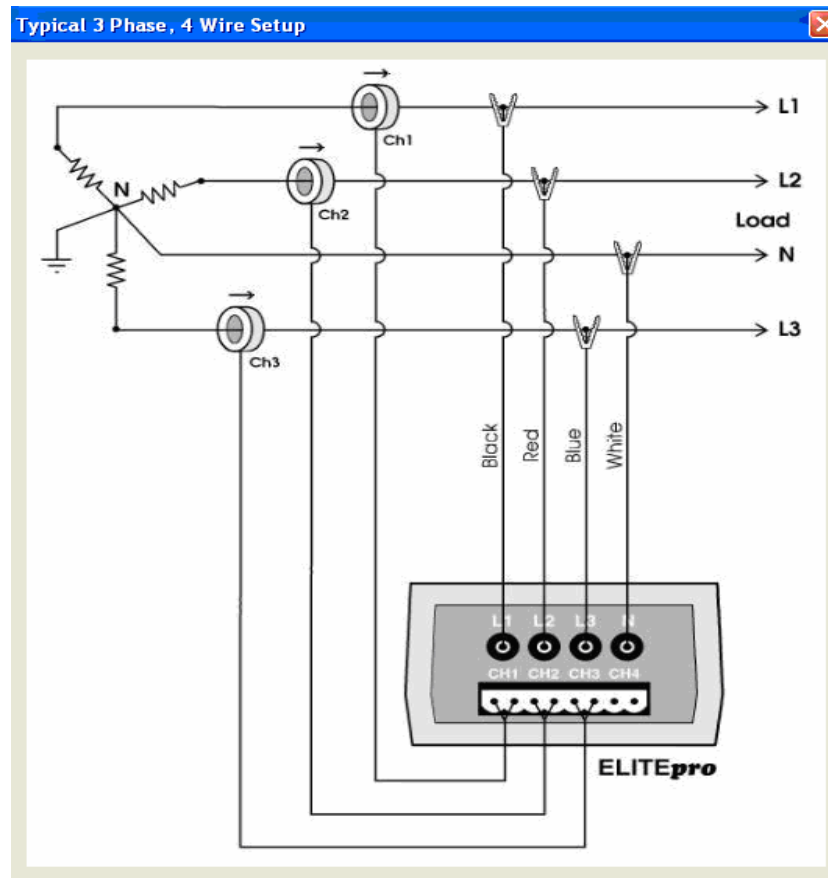 Typical 3 Phase, 4 Wire Setup
L1
Ch1
N
L2
Ch2
Load
N
L3
Ch3
Black
Red
Blue
White
L1 L2 L3 N
CH1 CH2 CH3 CH4
ELITEpro